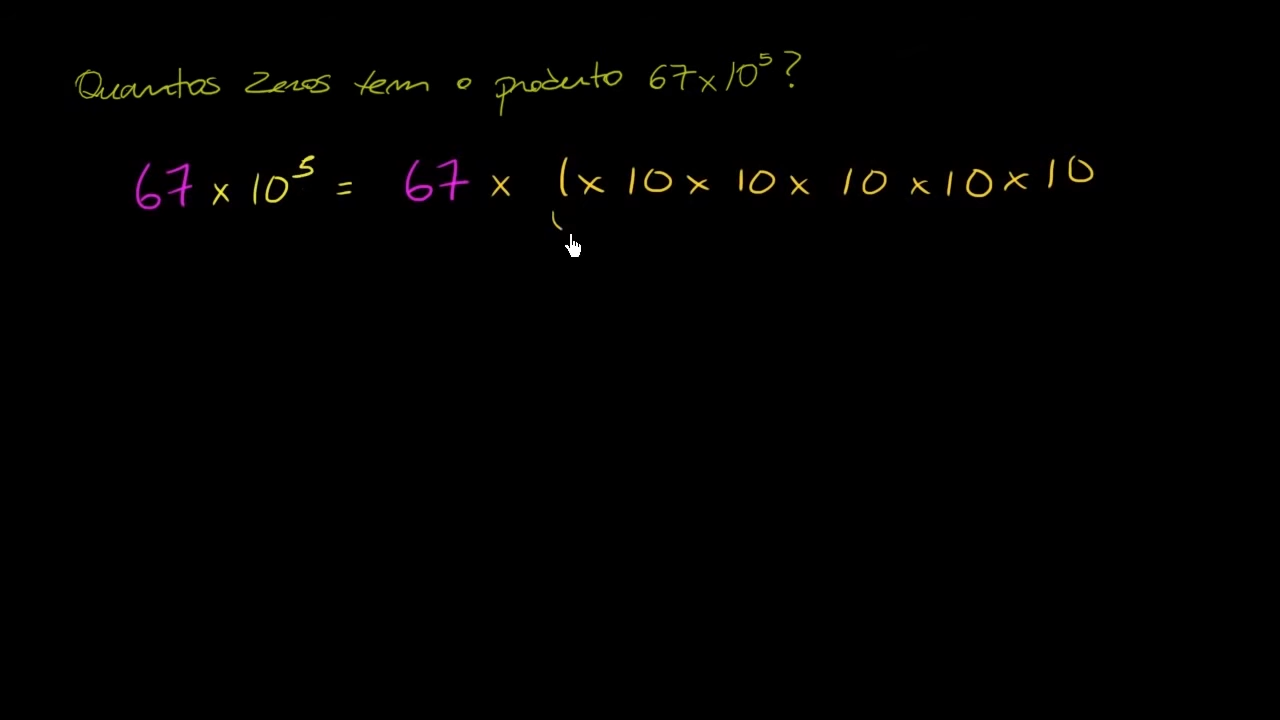 Quantos zeros tem o produto 67 x 10⁵?
67 x 10⁵ = 67 x 1 x 10 x 10 x 10 x 10 x 10